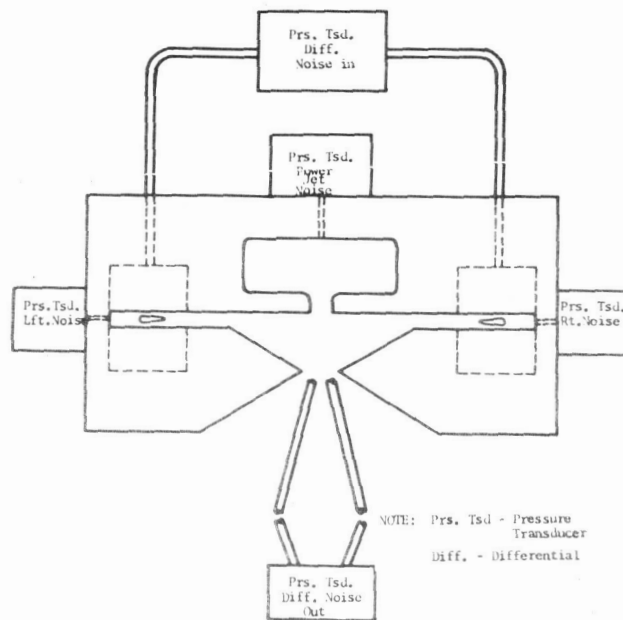 Prs. Tsd.
Diff.
Noise in
Prs. Tsd.
Power
Jet
Noise
Prs.Tsd.
Lft.Noise
Prs. Tsd.
Rt.Noise
NOTE: Prs. Tsd - Pressure
Transducer
Diff. - Differential
Prs. Tsd.
Diff. Noise
Out